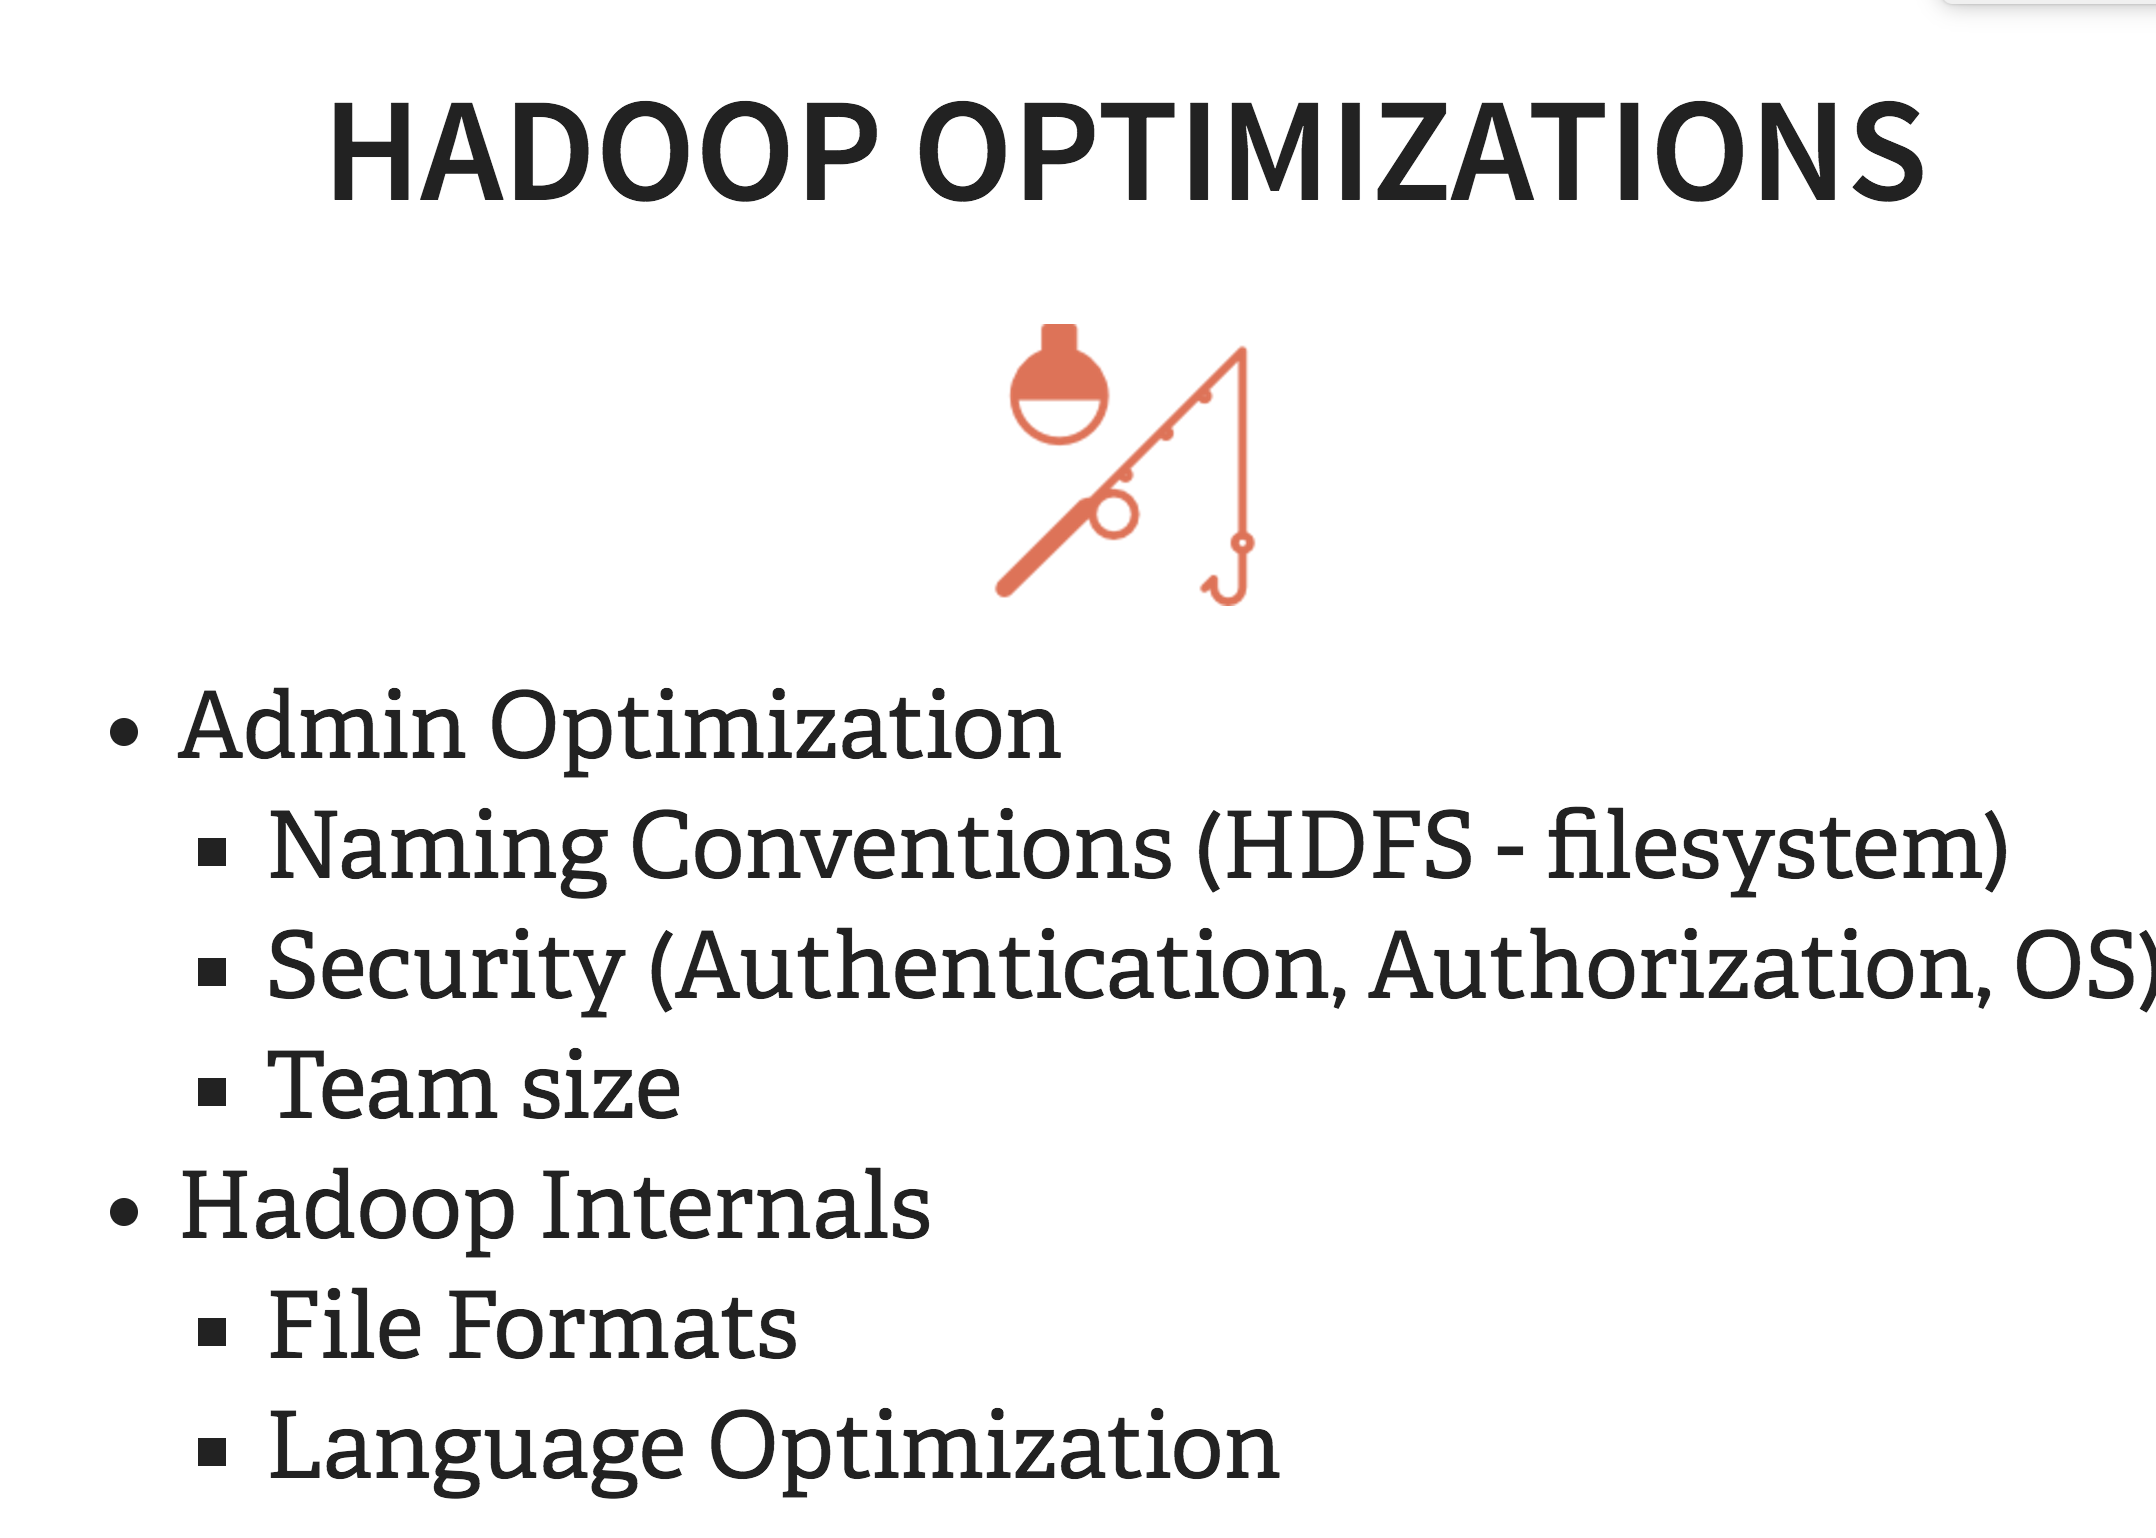 HADOOP OPTIMIZATIONS
Admin Optimization
Naming Conventions (HDFS - filesystem)
Security (Authentication, Authorization, OS)
Team size
Hadoop Internals
File Formats
Language Optimization